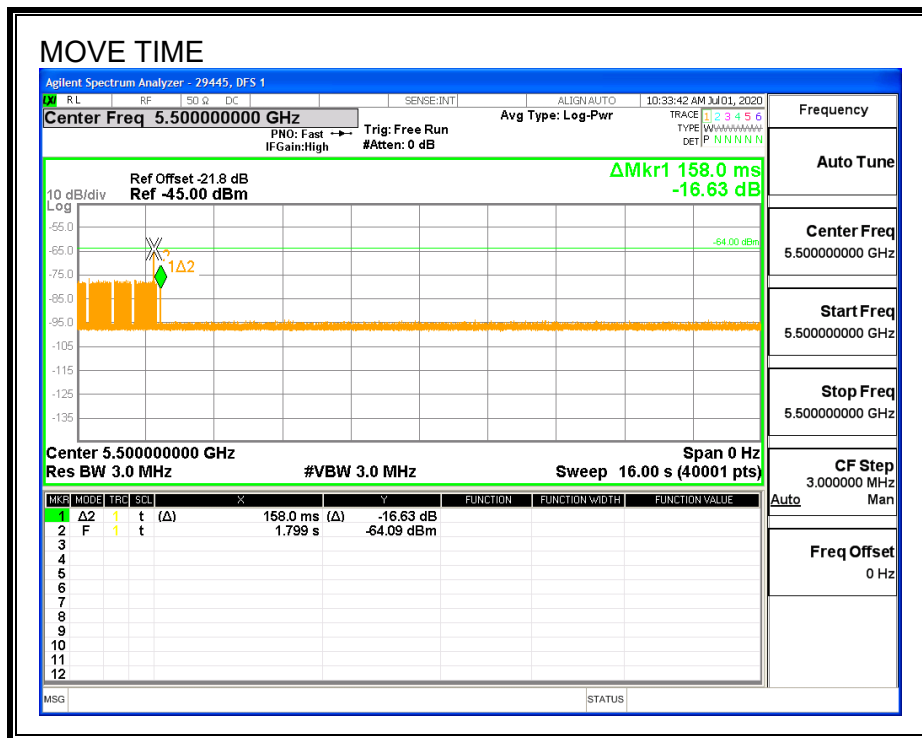 MOVE TIME
Agilent Spectrum Analyzer - 29445, DFS 1
LXI RL RF 50 Ω DC SENSE:INT ALIGN AUTO 10:33:42 AM Jul 01, 2020
Center Freq 5.500000000 GHz
Avg Type: Log-Pwr
TRACE 1 2 3 4 5 6
PNO: Fast
Trig: Free Run
TYPE WWWWWW
IFGain:High
#Atten: 0 dB
DET P N N N N N
ΔMkr1 158.0 ms
-16.63 dB
Ref Offset -21.8 dB
10 dB/div Ref -45.00 dBm
Log
-55.0
-65.0
-75.0
-85.0
-95.0
-105
-115
-125
-135
-64.00 dBm
2
1Δ2
Center 5.500000000 GHz Span 0 Hz
Res BW 3.0 MHz #VBW 3.0 MHz Sweep 16.00 s (40001 pts)
MKR MODE TRC SCL X Y FUNCTION FUNCTION WIDTH FUNCTION VALUE
1 Δ2 1 t (Δ) 158.0 ms (Δ) -16.63 dB
2 F 1 t 1.799 s -64.09 dBm
3
4
5
6
7
8
9
10
11
12
MSG STATUS
Frequency
Auto Tune
Center Freq
5.500000000 GHz
Start Freq
5.500000000 GHz
Stop Freq
5.500000000 GHz
CF Step
3.000000 MHz
Auto Man
Freq Offset
0 Hz